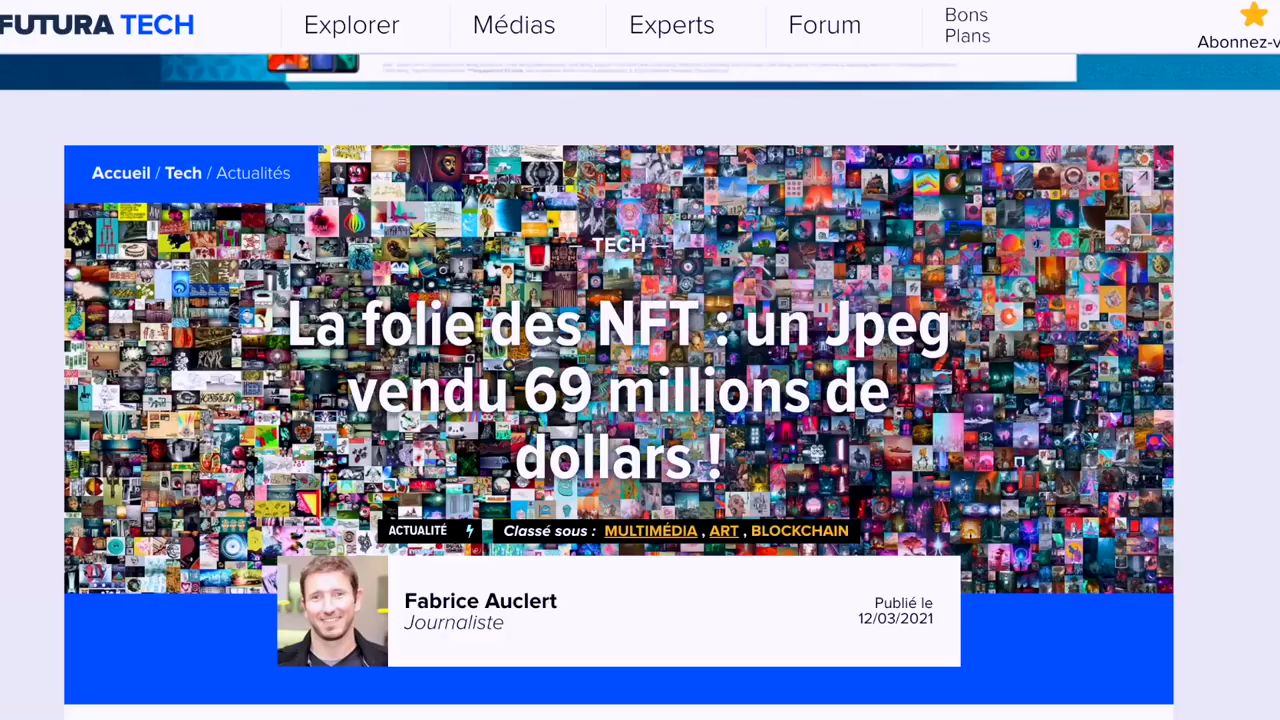 FUTURA TECH
Explorer
Médias
Experts
Forum
Bons
Plans
Abonnez-v
Accueil / Tech / Actualités
— TECH —
La folie des NFT : un Jpeg
vendu 69 millions de
dollars !
ACTUALITÉ
Classé sous : MULTIMÉDIA , ART , BLOCKCHAIN
Fabrice Auclert
Journaliste
Publié le
12/03/2021